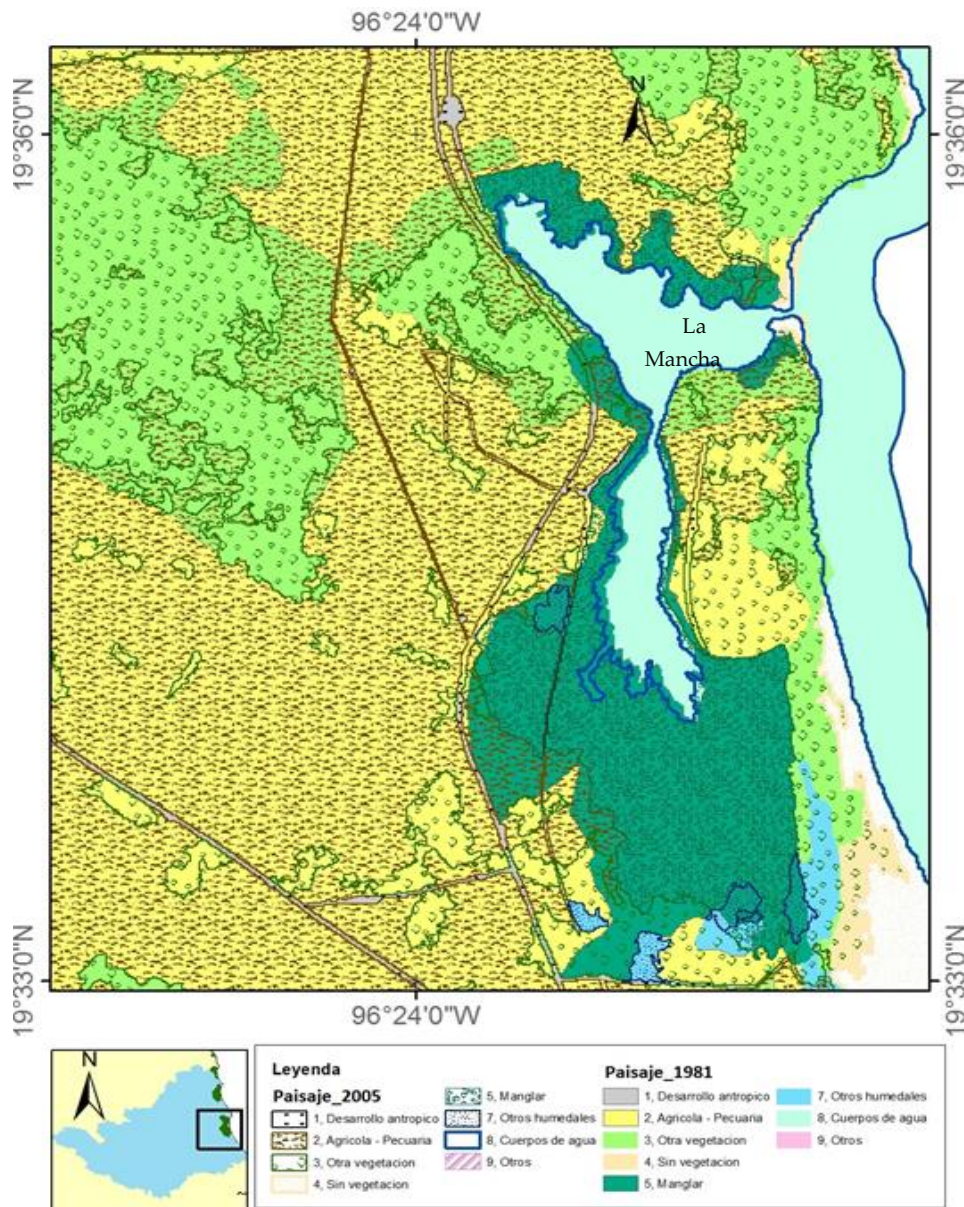 96°24'0"W
N
19°36'0"N
19°36'0"N
La
Mancha
19°33'0"N
19°33'0"N
96°24'0"W
N
Leyenda
Paisaje_2005
1, Desarrollo antropico
2, Agricola - Pecuaria
3, Otra vegetacion
4, Sin vegetacion
5, Manglar
7, Otros humedales
8, Cuerpos de agua
9, Otros
Paisaje_1981
1, Desarrollo antropico
2, Agricola - Pecuaria
3, Otra vegetacion
4, Sin vegetacion
5, Manglar
7, Otros humedales
8, Cuerpos de agua
9, Otros